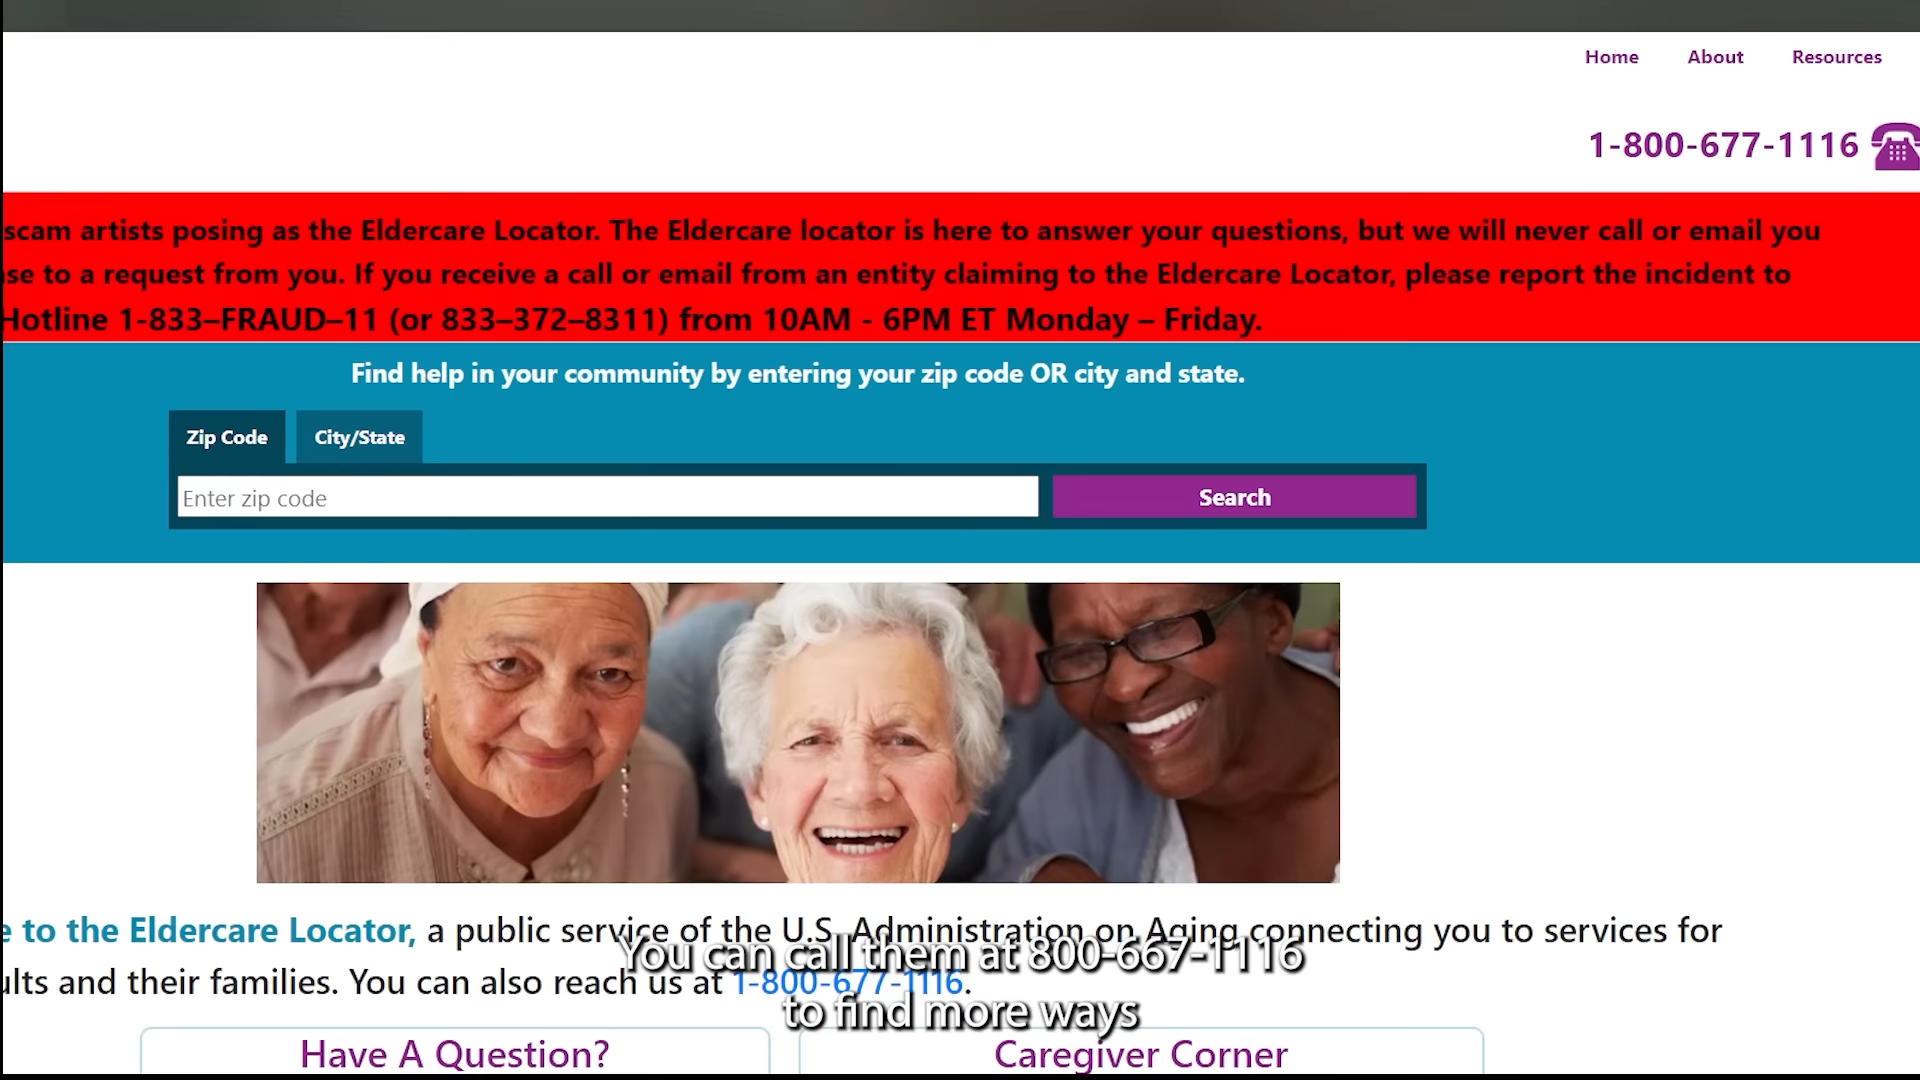 Home About Resources
1-800-677-1116
scam artists posing as the Eldercare Locator. The Eldercare locator is here to answer your questions, but we will never call or email you
se to a request from you. If you receive a call or email from an entity claiming to the Eldercare Locator, please report the incident to
Hotline 1-833–FRAUD–11 (or 833–372–8311) from 10AM - 6PM ET Monday – Friday.
Find help in your community by entering your zip code OR city and state.
Zip Code City/State
Enter zip code Search
e to the Eldercare Locator, a public service of the U.S. Administration on Aging connecting you to services for
You can call them at 800-667-1116
ults and their families. You can also reach us at 1-800-677-1116.
to find more ways
Have A Question? Caregiver Corner